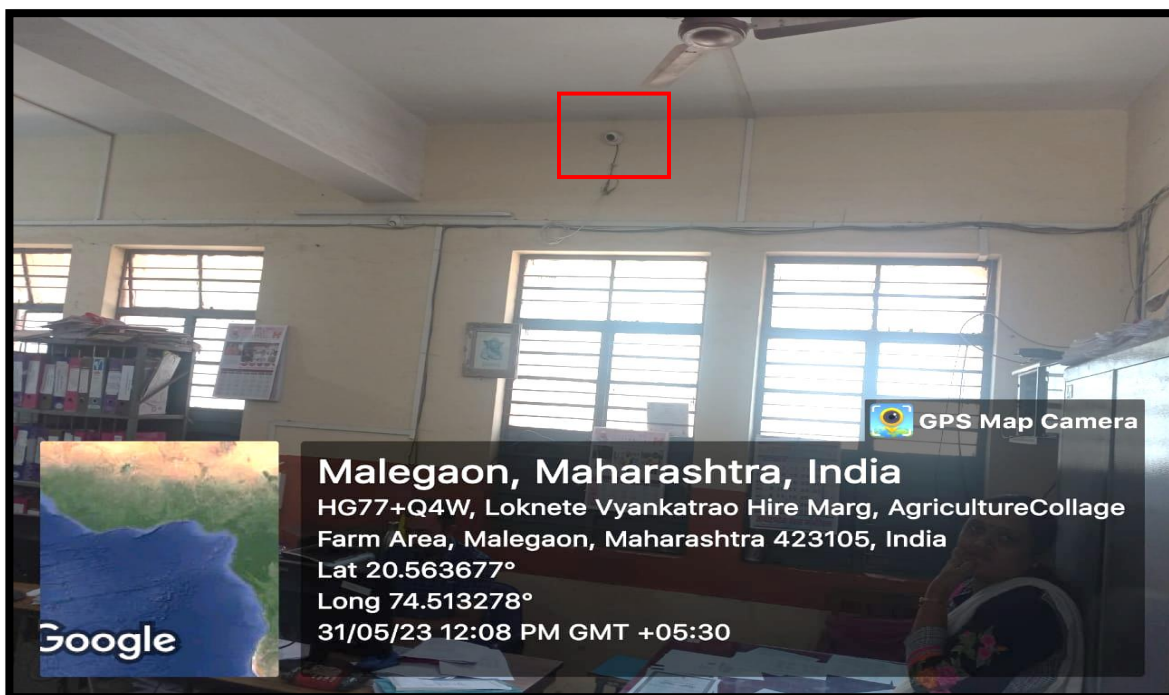 GPS Map Camera
Malegaon, Maharashtra, India
HG77+Q4W, Loknete Vyankatrao Hire Marg, AgricultureCollage
Farm Area, Malegaon, Maharashtra 423105, India
Lat 20.563677°
Long 74.513278°
31/05/23 12:08 PM GMT +05:30
Google